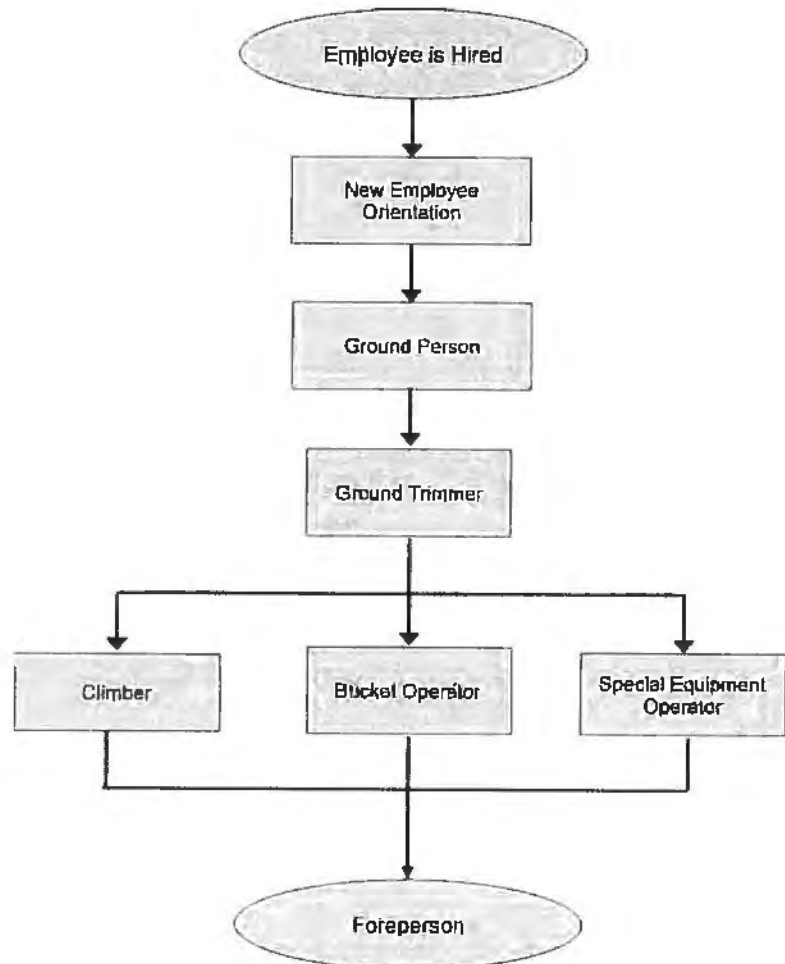 Employee is Hired
New Employee
Orientation
Ground Person
Ground Trimmer
Climber
Bucket Operator
Special Equipment
Operator
Foreperson